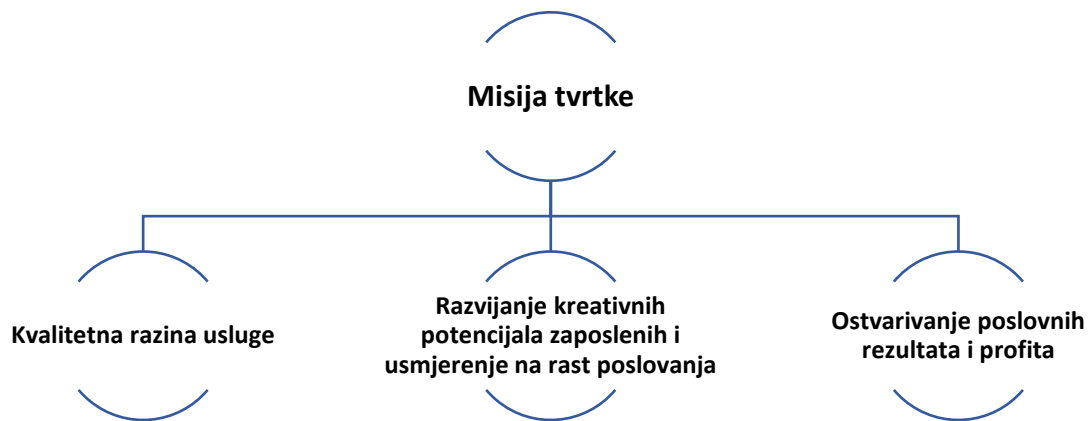 Misija tvrtke
Kvalitetna razina usluge
Razvijanje kreativnih
potencijala zaposlenih i
usmjerenje na rast poslovanja
Ostvarivanje poslovnih
rezultata i profita